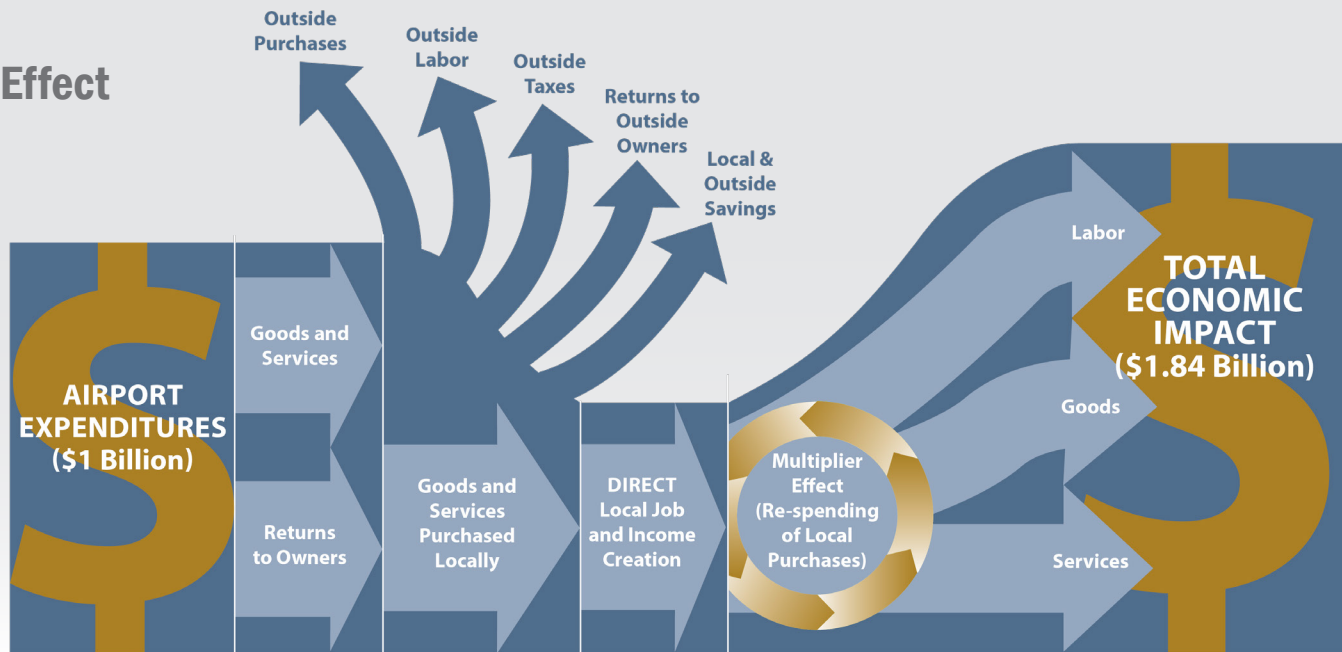 Effect
Outside
Purchases
Outside
Labor
Outside
Taxes
Returns to
Outside
Owners
Local &
Outside
Savings
AIRPORT
EXPENDITURES
($1 Billion)
Goods and
Services
Returns
to Owners
Goods and
Services
Purchased
Locally
DIRECT
Local Job
and Income
Creation
Multiplier
Effect
(Re-spending
of Local
Purchases)
Labor
Goods
Services
TOTAL
ECONOMIC
IMPACT
($1.84 Billion)